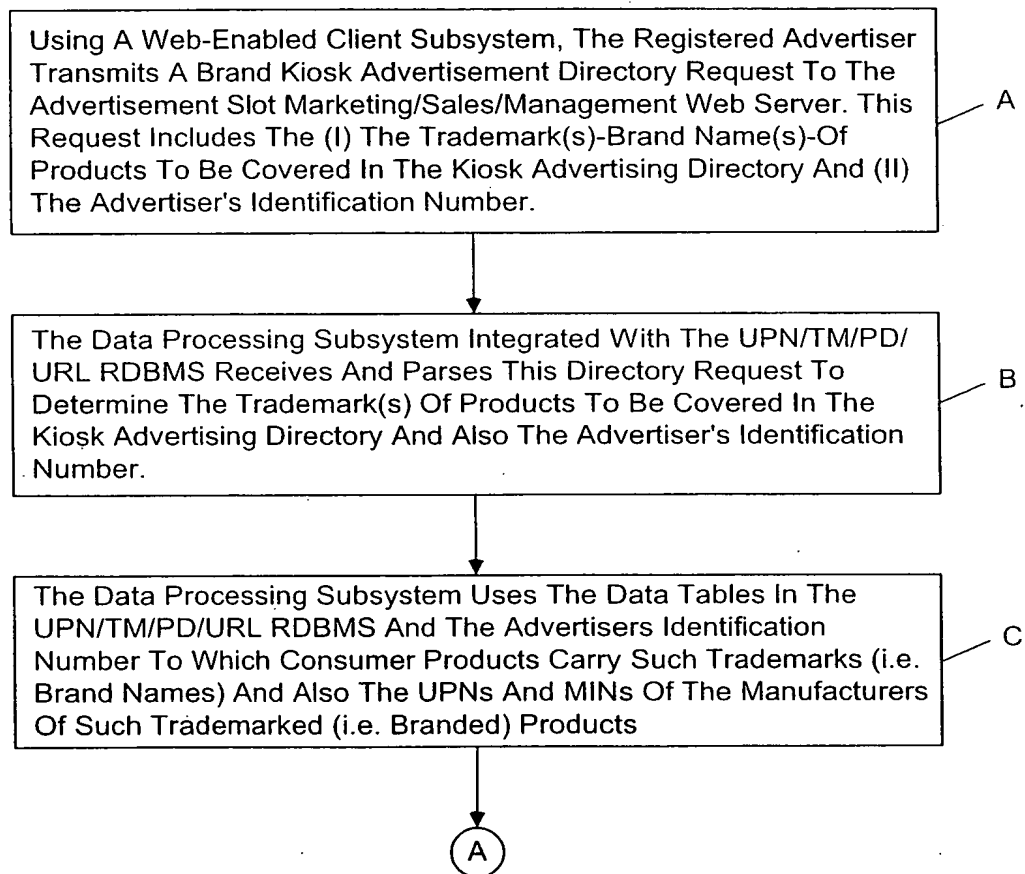 Using A Web-Enabled Client Subsystem, The Registered Advertiser
Transmits A Brand Kiosk Advertisement Directory Request To The
Advertisement Slot Marketing/Sales/Management Web Server. This
Request Includes The (I) The Trademark(s)-Brand Name(s)-Of
Products To Be Covered In The Kiosk Advertising Directory And (II)
The Advertiser's Identification Number.
A
The Data Processing Subsystem Integrated With The UPN/TM/PD/
URL RDBMS Receives And Parses This Directory Request To
Determine The Trademark(s) Of Products To Be Covered In The
Kiosk Advertising Directory And Also The Advertiser's Identification
Number.
B
The Data Processing Subsystem Uses The Data Tables In The
UPN/TM/PD/URL RDBMS And The Advertisers Identification
Number To Which Consumer Products Carry Such Trademarks (i.e.
Brand Names) And Also The UPNs And MINs Of The Manufacturers
Of Such Trademarked (i.e. Branded) Products
C
A